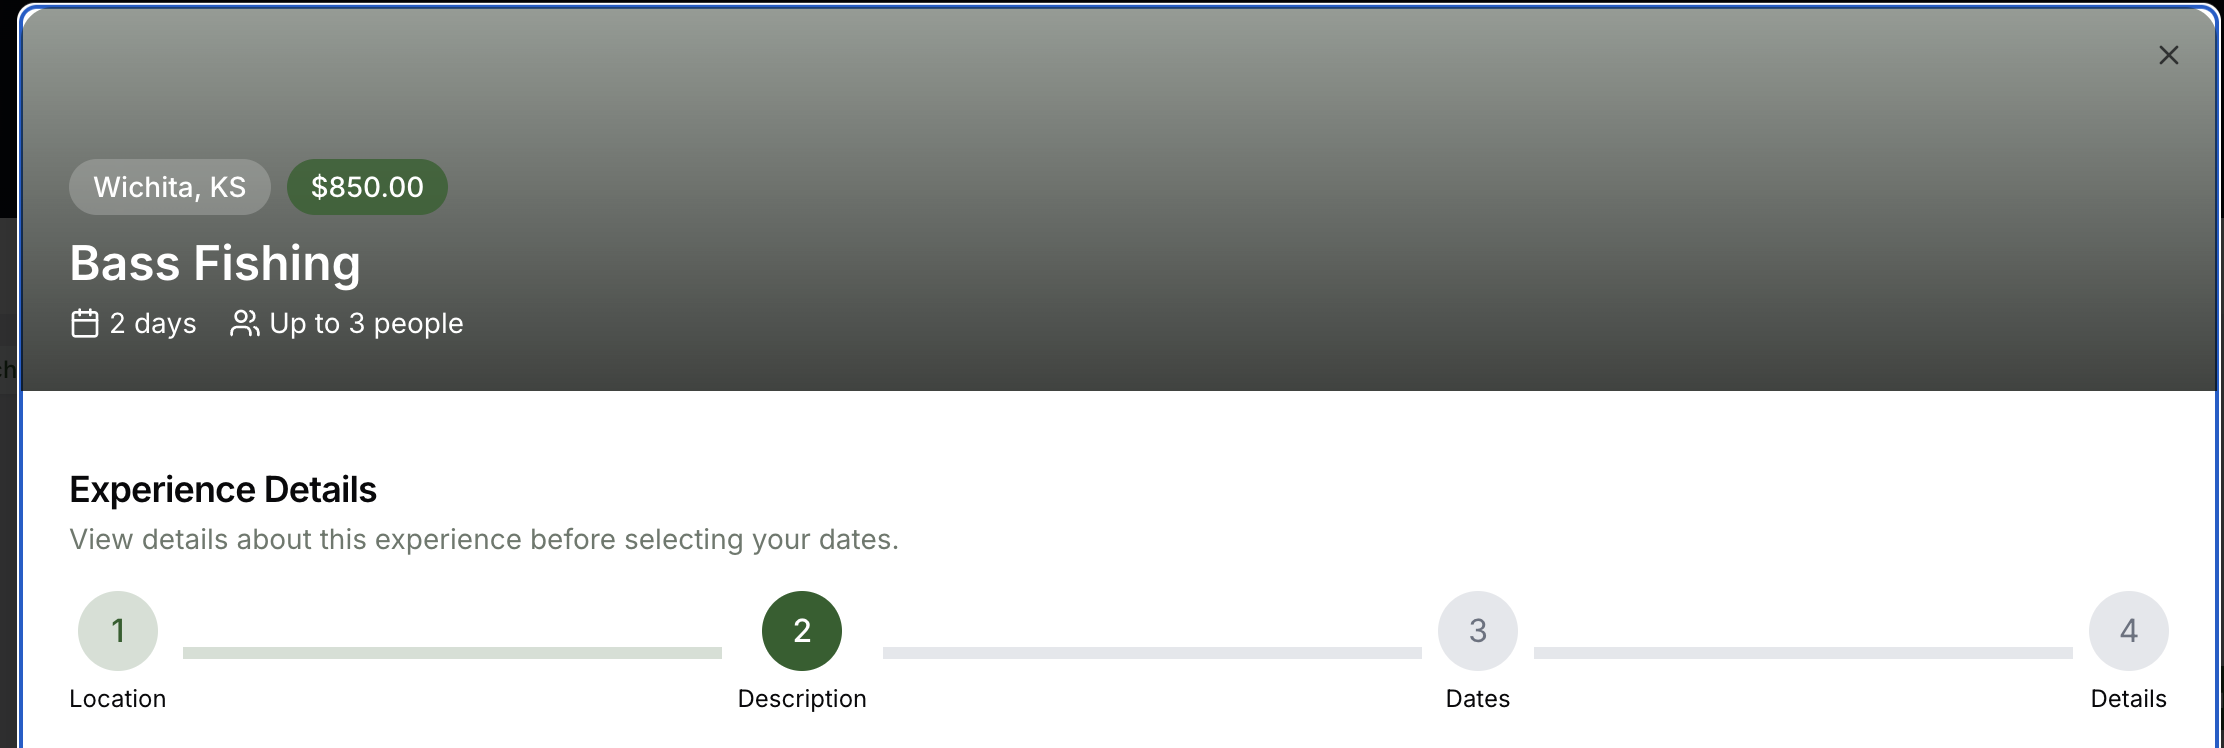 Wichita, KS
$850.00
Bass Fishing
2 days
Up to 3 people
ch
Experience Details
View details about this experience before selecting your dates.
1
2
3
4
Location
Description
Dates
Details